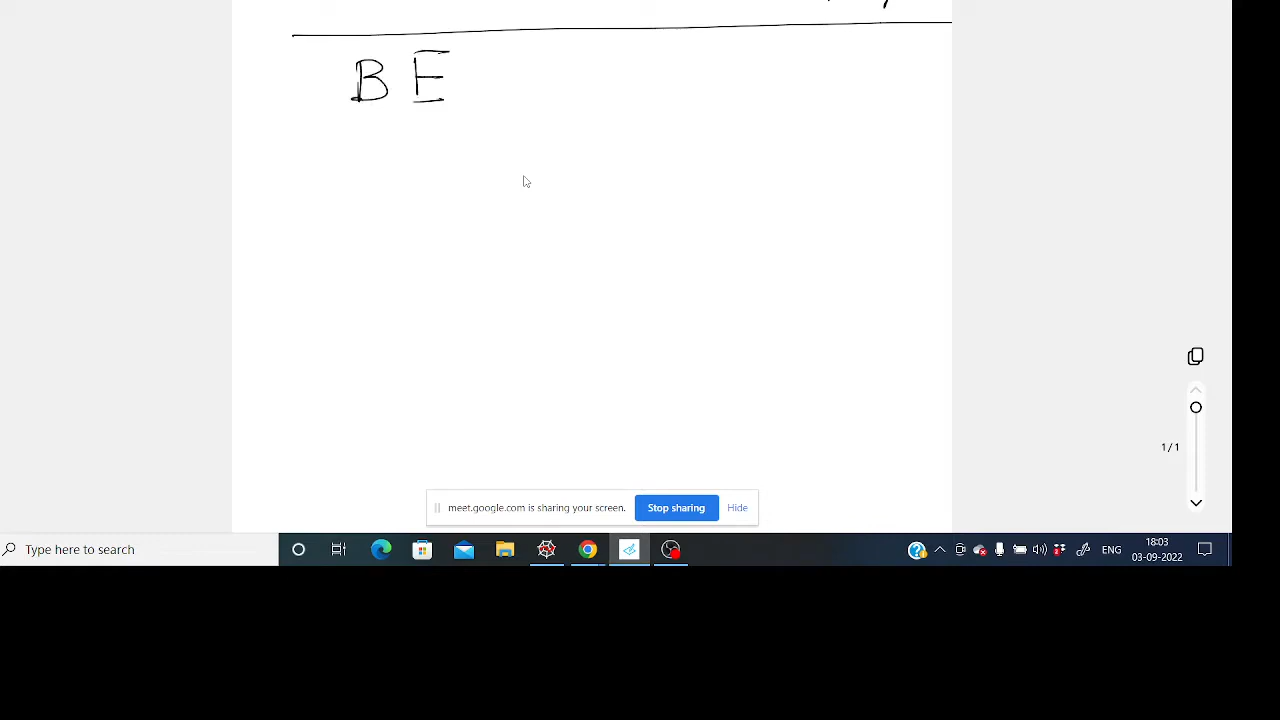 B E
1/1
meet.google.com is sharing your screen. Stop sharing Hide
Type here to search
ENG
18:03
03-09-2022